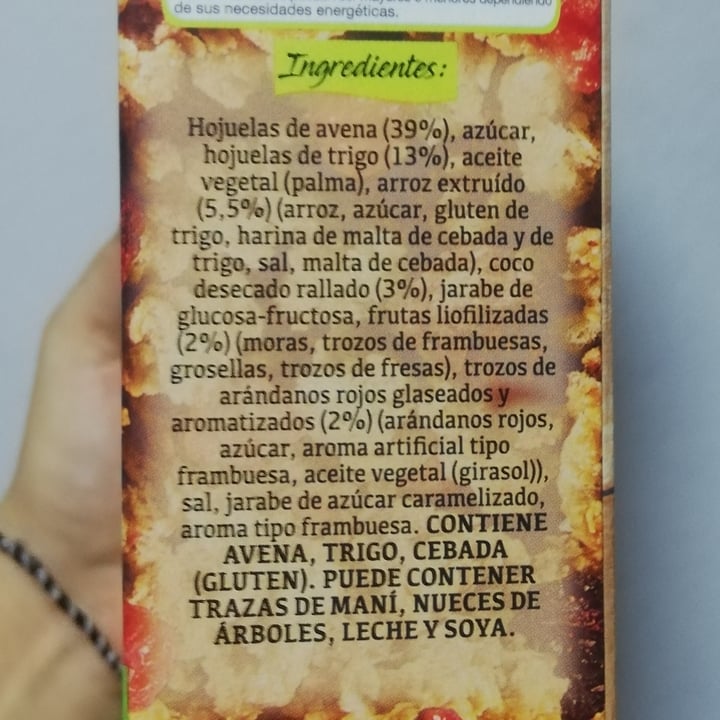 dependiendo
de sus necesidades energéticas.
Ingredientes:
Hojuelas de avena (39%), azúcar,
hojuelas de trigo (13%), aceite
vegetal (palma), arroz extruído
(5,5%) (arroz, azúcar, gluten de
trigo, harina de malta de cebada y de
trigo, sal, malta de cebada), coco
desecado rallado (3%), jarabe de
glucosa-fructosa, frutas liofilizadas
(2%) (moras, trozos de frambuesas,
grosellas, trozos de fresas), trozos de
arándanos rojos glaseados y
aromatizados (2%) (arándanos rojos,
azúcar, aroma artificial tipo
frambuesa, aceite vegetal (girasol)),
sal, jarabe de azúcar caramelizado,
aroma tipo frambuesa. CONTIENE
AVENA, TRIGO, CEBADA
(GLUTEN). PUEDE CONTENER
TRAZAS DE MANÍ, NUECES DE
ÁRBOLES, LECHE Y SOYA.